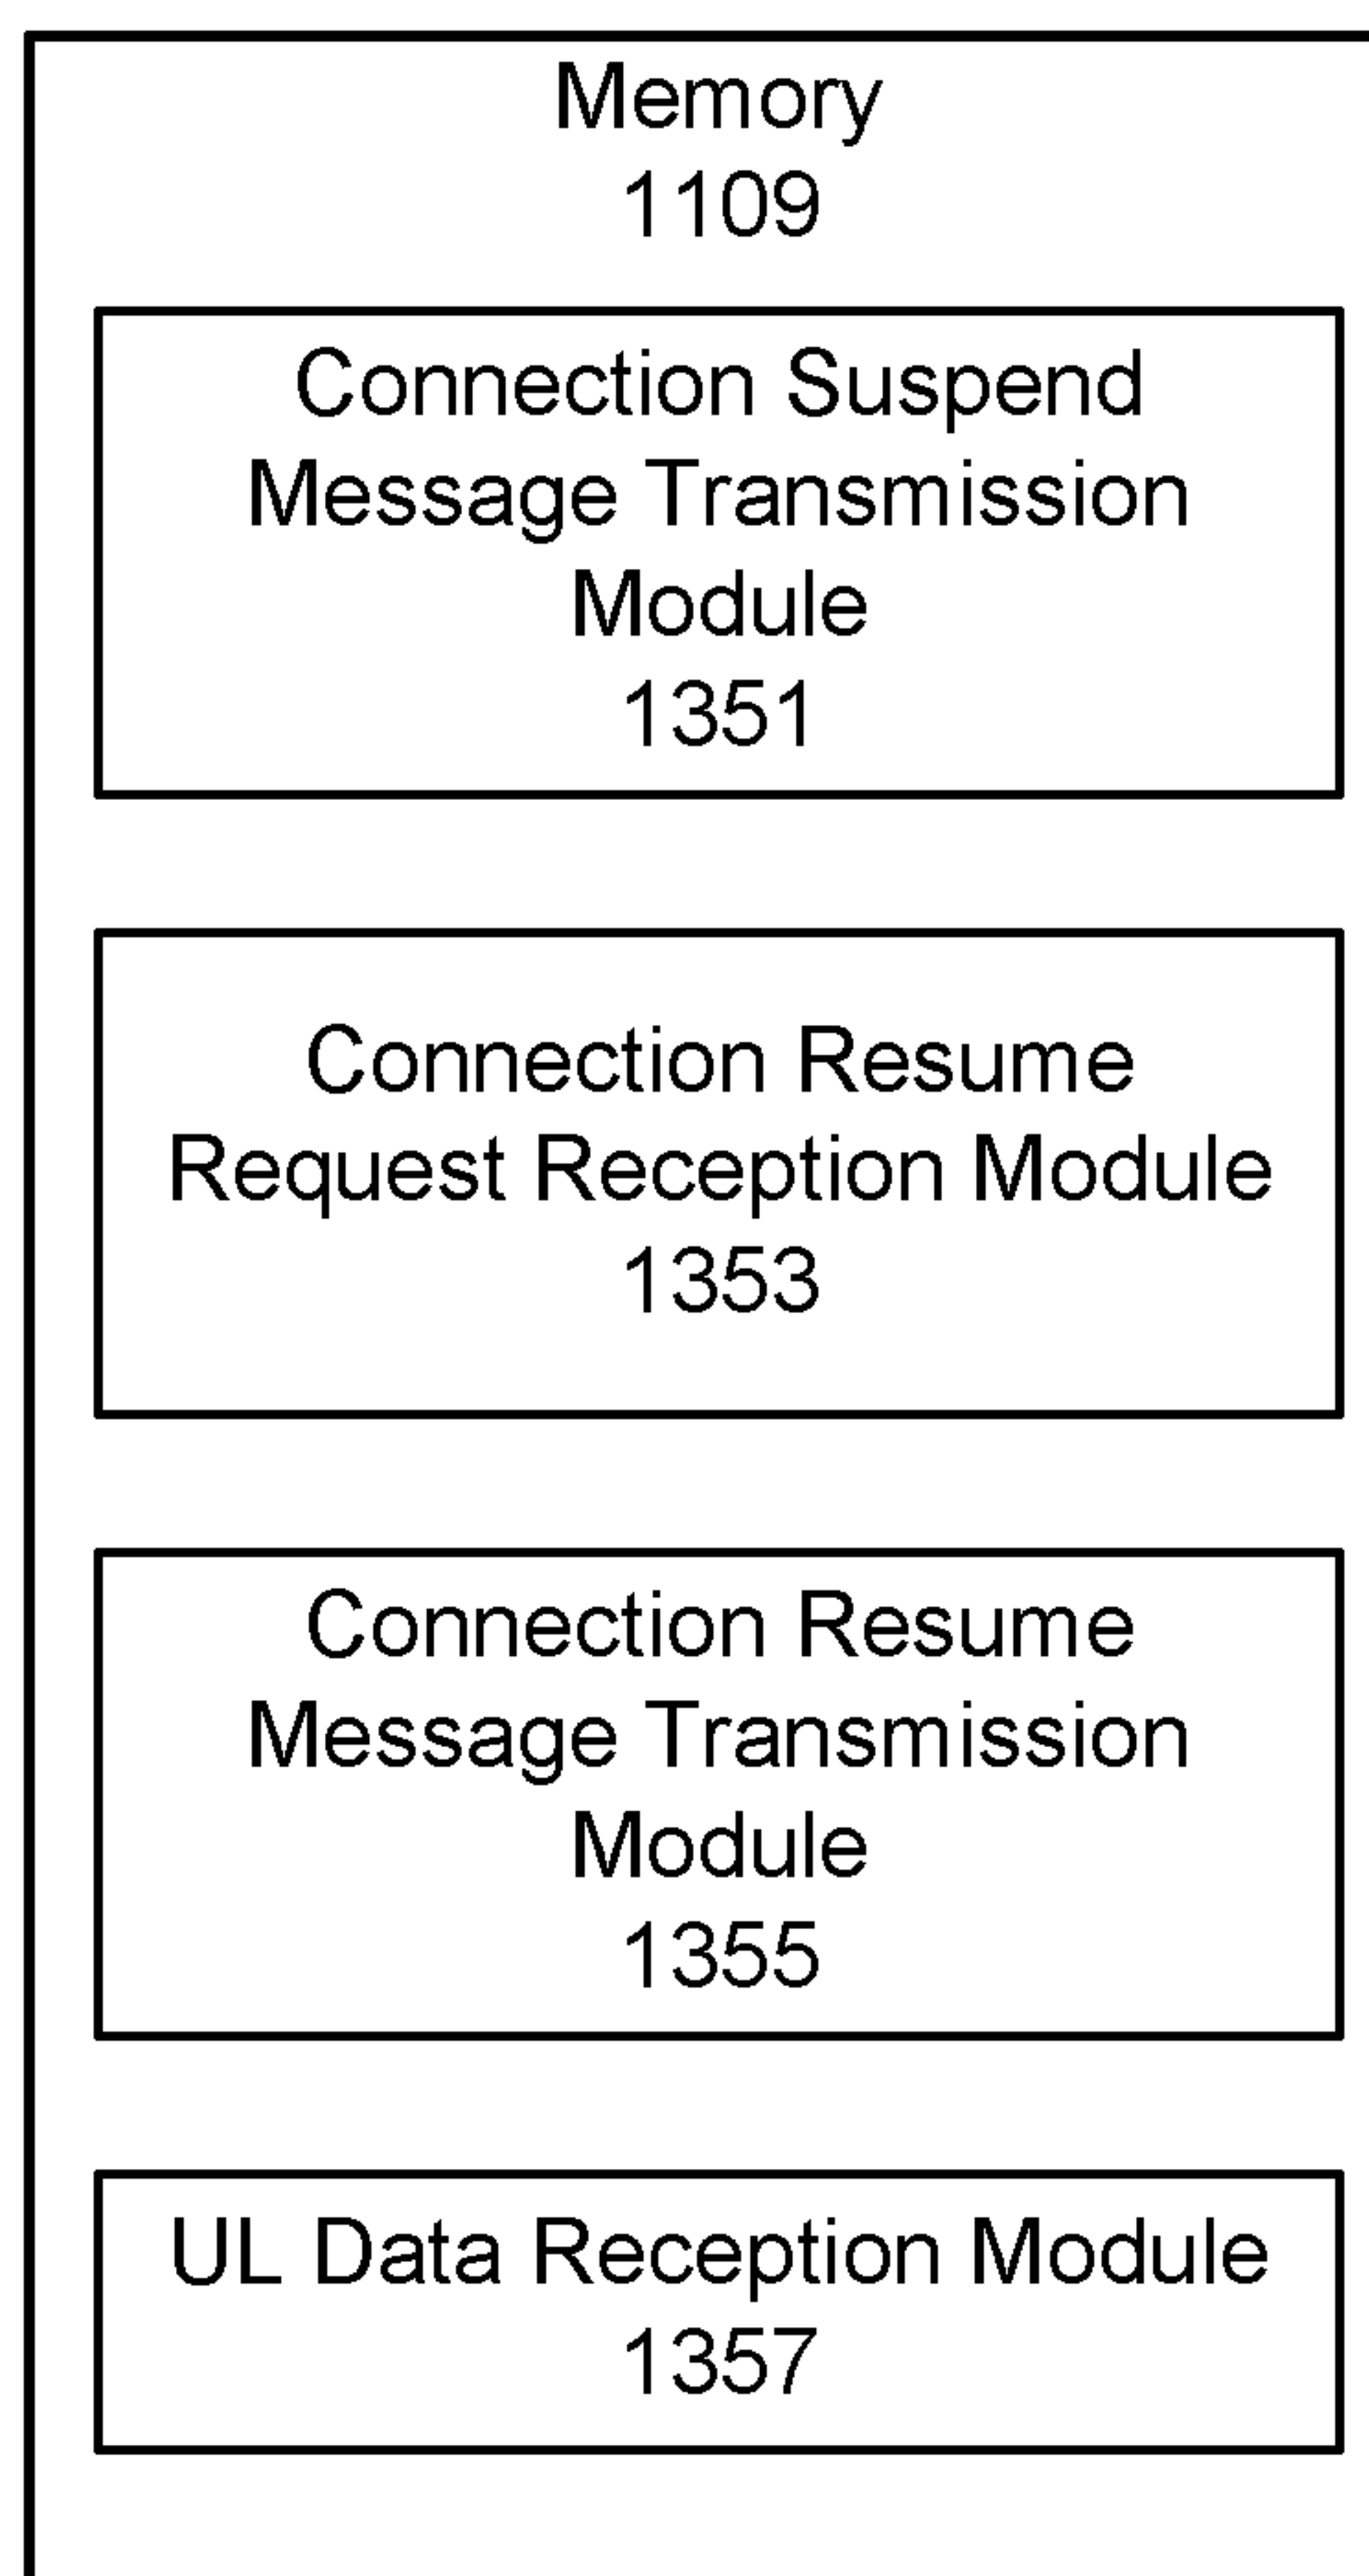 Memory
1109
Connection Suspend
Message Transmission
Module
1351
Connection Resume
Request Reception Module
1353
Connection Resume
Message Transmission
Module
1355
UL Data Reception Module
1357